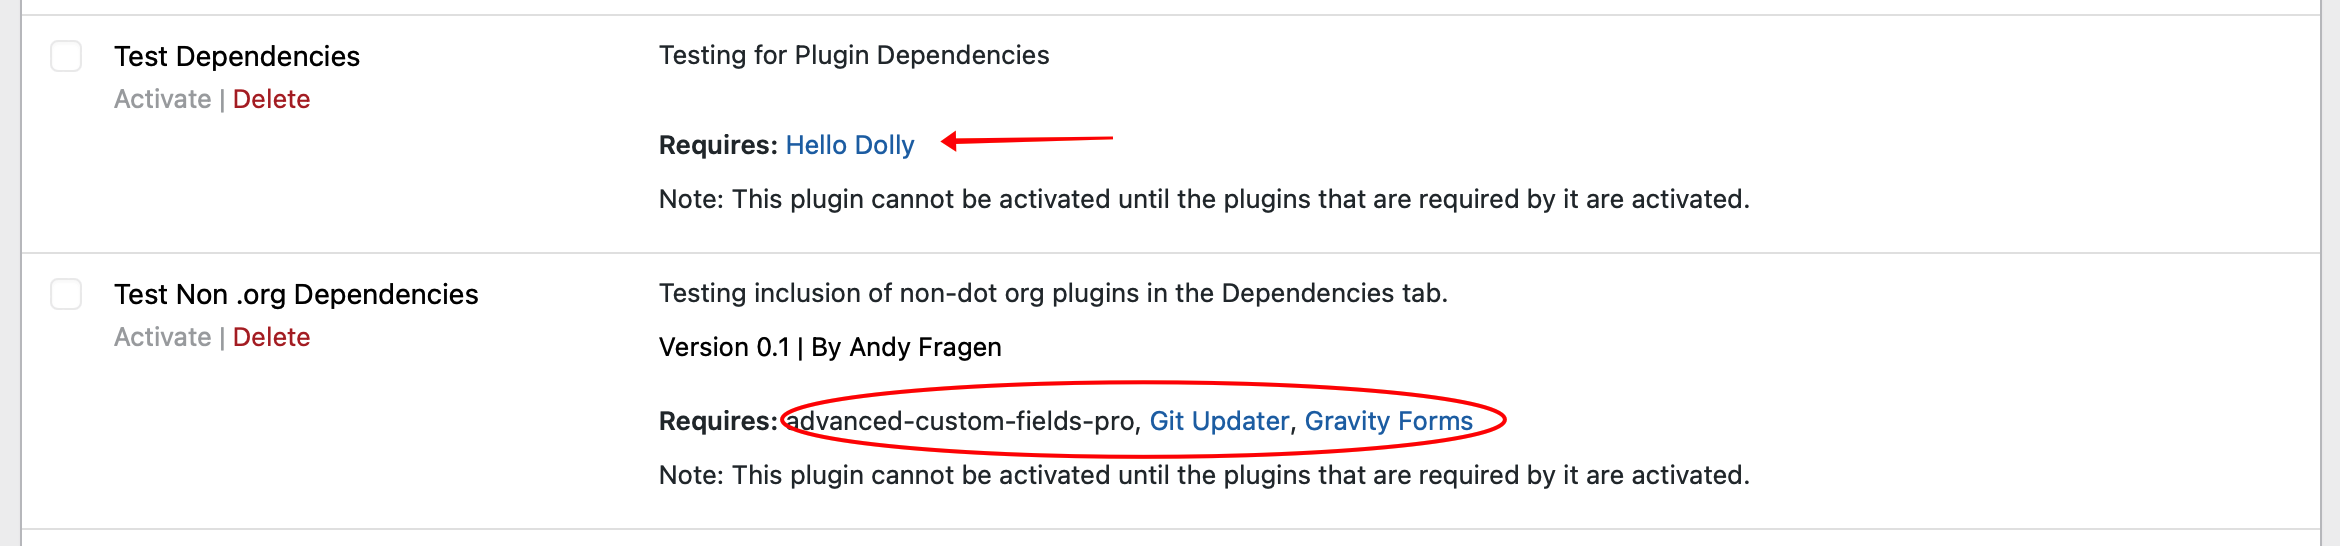 Test Dependencies
Testing for Plugin Dependencies
Activate | Delete
Requires: Hello Dolly
Note: This plugin cannot be activated until the plugins that are required by it are activated.
Test Non .org Dependencies
Testing inclusion of non-dot org plugins in the Dependencies tab.
Activate | Delete
Version 0.1 | By Andy Fragen
Requires: advanced-custom-fields-pro, Git Updater, Gravity Forms
Note: This plugin cannot be activated until the plugins that are required by it are activated.